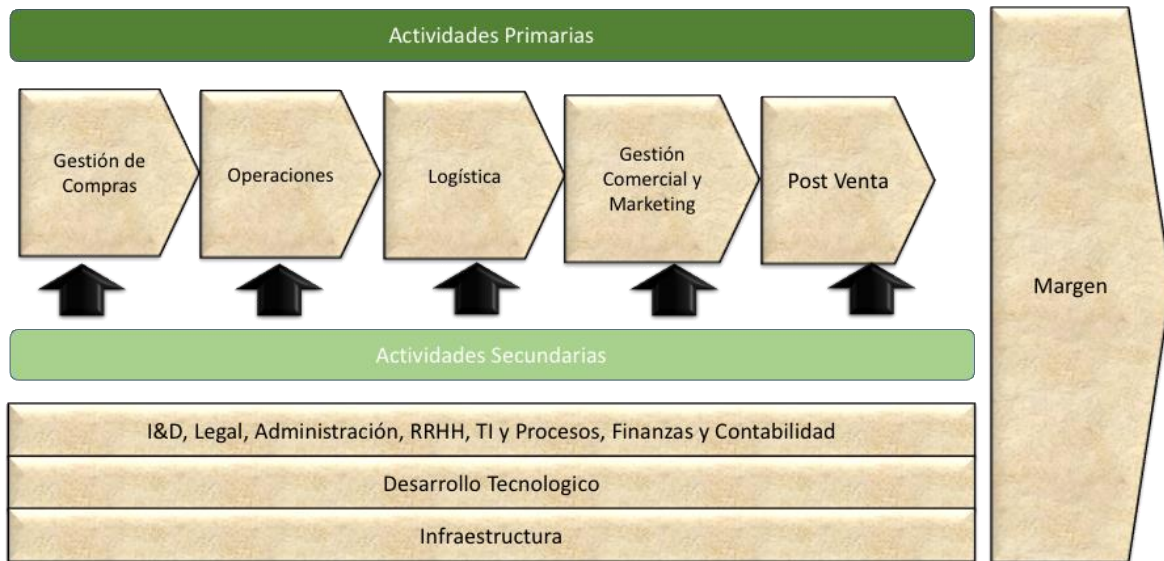 Actividades Primarias
Gestión de
Compras
Operaciones
Logística
Gestión
Comercial y
Marketing
Post Venta
Margen
Actividades Secundarias
I&D, Legal, Administración, RRHH, TI y Procesos, Finanzas y Contabilidad
Desarrollo Tecnologico
Infraestructura